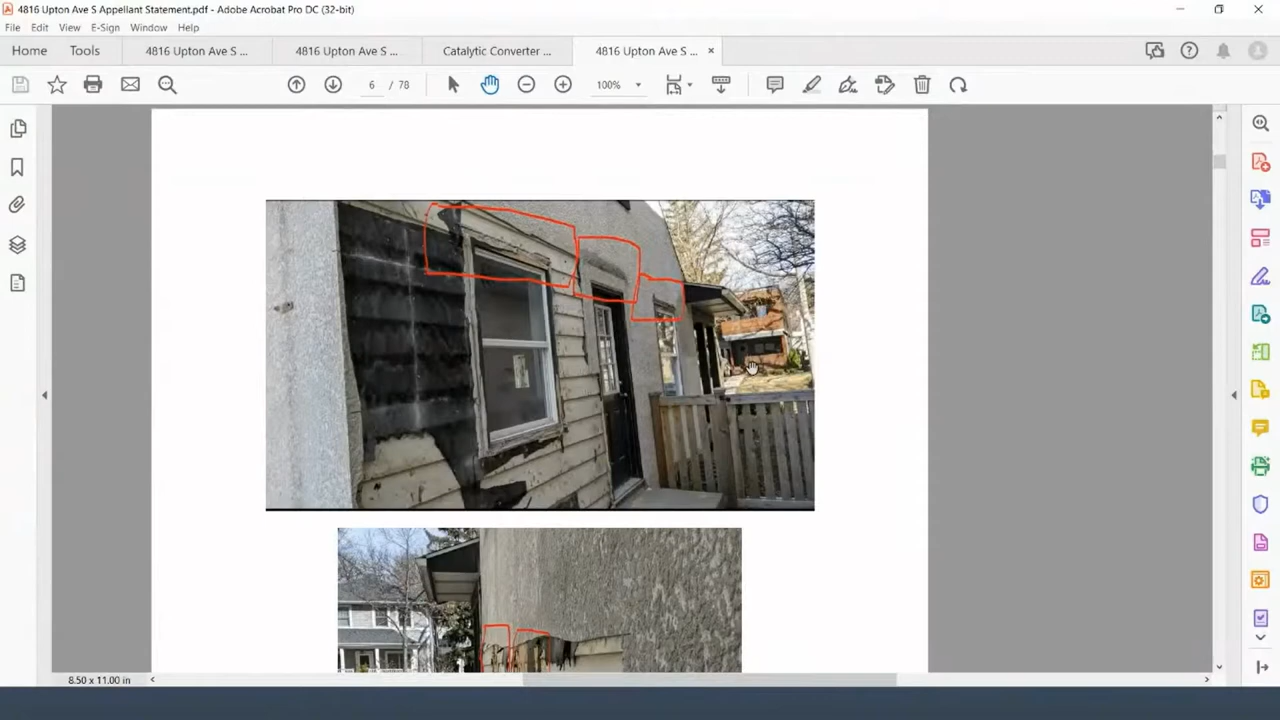 4816 Upton Ave S Appellant Statement.pdf - Adobe Acrobat Pro DC (32-bit)
File Edit View E-Sign Window Help
Home Tools 4816 Upton Ave S ... 4816 Upton Ave S ... Catalytic Converter ... 4816 Upton Ave S ...
6 / 78 100%
8.50 x 11.00 in